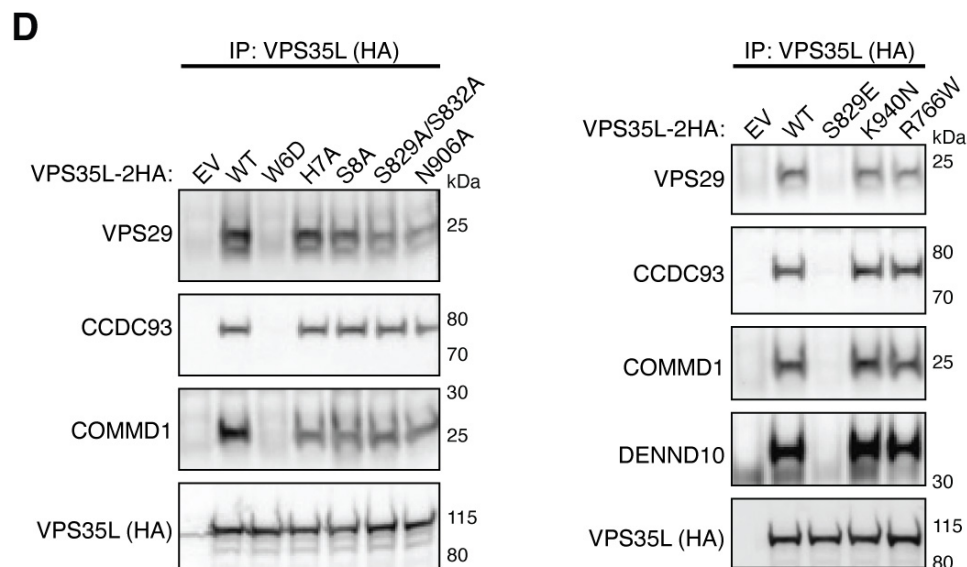 D
IP: VPS35L (HA)
VPS35L-2HA: EV WT W6D H7A S8A S829A/S832A N906A kDa
VPS29 25
CCDC93 80
70
COMMD1 30
25
VPS35L (HA) 115
80
IP: VPS35L (HA)
VPS35L-2HA: EV WT S829E K940N R766W kDa
VPS29 25
CCDC93 80
70
COMMD1 25
DENND10 30
VPS35L (HA) 115
80